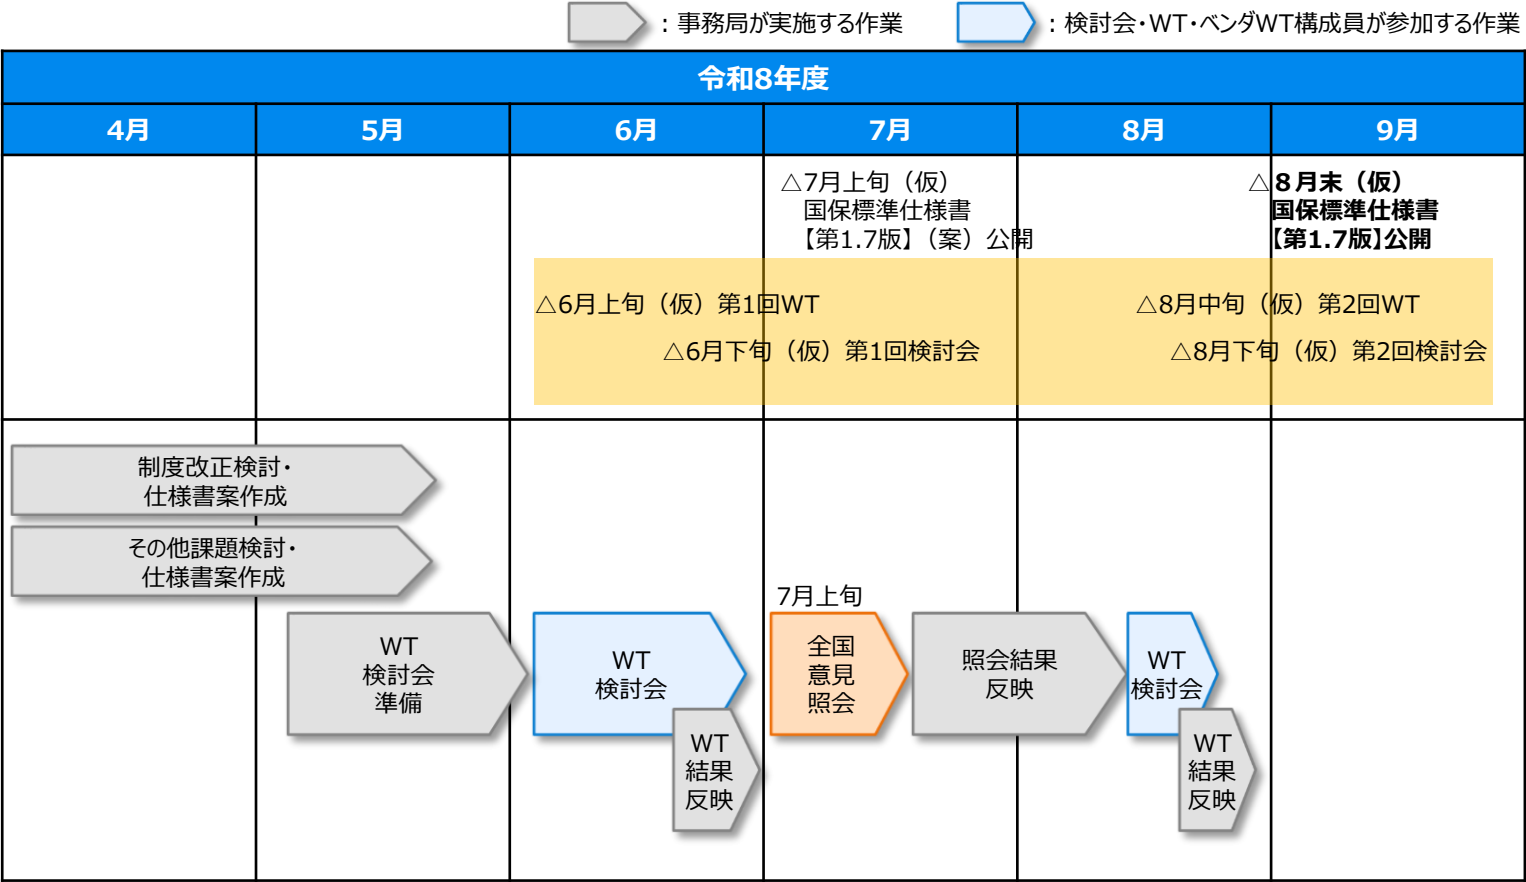 ：事務局が実施する作業
：検討会・WT・ベンダWT構成員が参加する作業
令和8年度
4月
5月
6月
7月
8月
9月
△7月上旬（仮）
国保標準仕様書
【第1.7版】（案）公開
△８月末（仮）
国保標準仕様書
【第1.7版】公開
△6月上旬（仮）第1回WT
△8月中旬（仮）第2回WT
△6月下旬（仮）第1回検討会
△8月下旬（仮）第2回検討会
制度改正検討・
仕様書案作成
その他課題検討・
仕様書案作成
7月上旬
WT
検討会
準備
WT
検討会
全国
意見
照会
照会結果
反映
WT
検討会
WT
結果
反映
WT
結果
反映